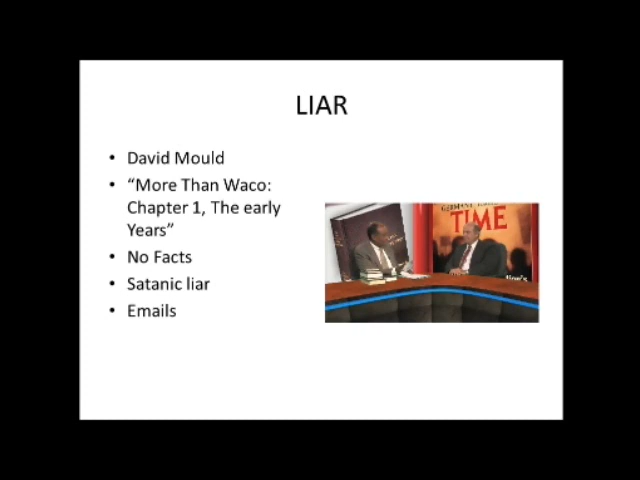 LIAR
• David Mould
• “More Than Waco:
Chapter 1, The early
Years”
• No Facts
• Satanic liar
• Emails
TIME